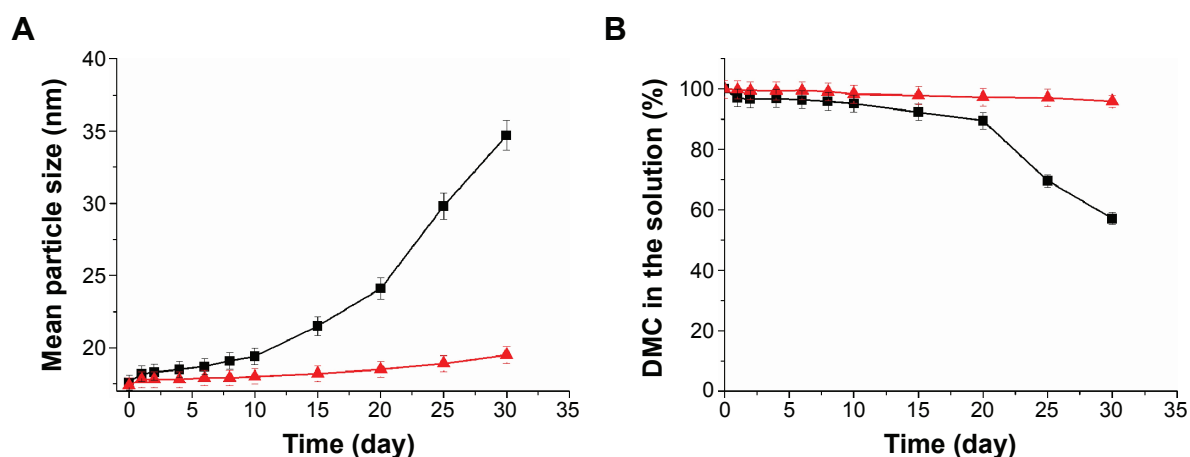 A
B
Mean particle size (nm)
40
35
30
25
20
0 5 10 15 20 25 30 35
Time (day)
DMC in the solution (%)
100
80
60
40
20
0
0 5 10 15 20 25 30 35
Time (day)